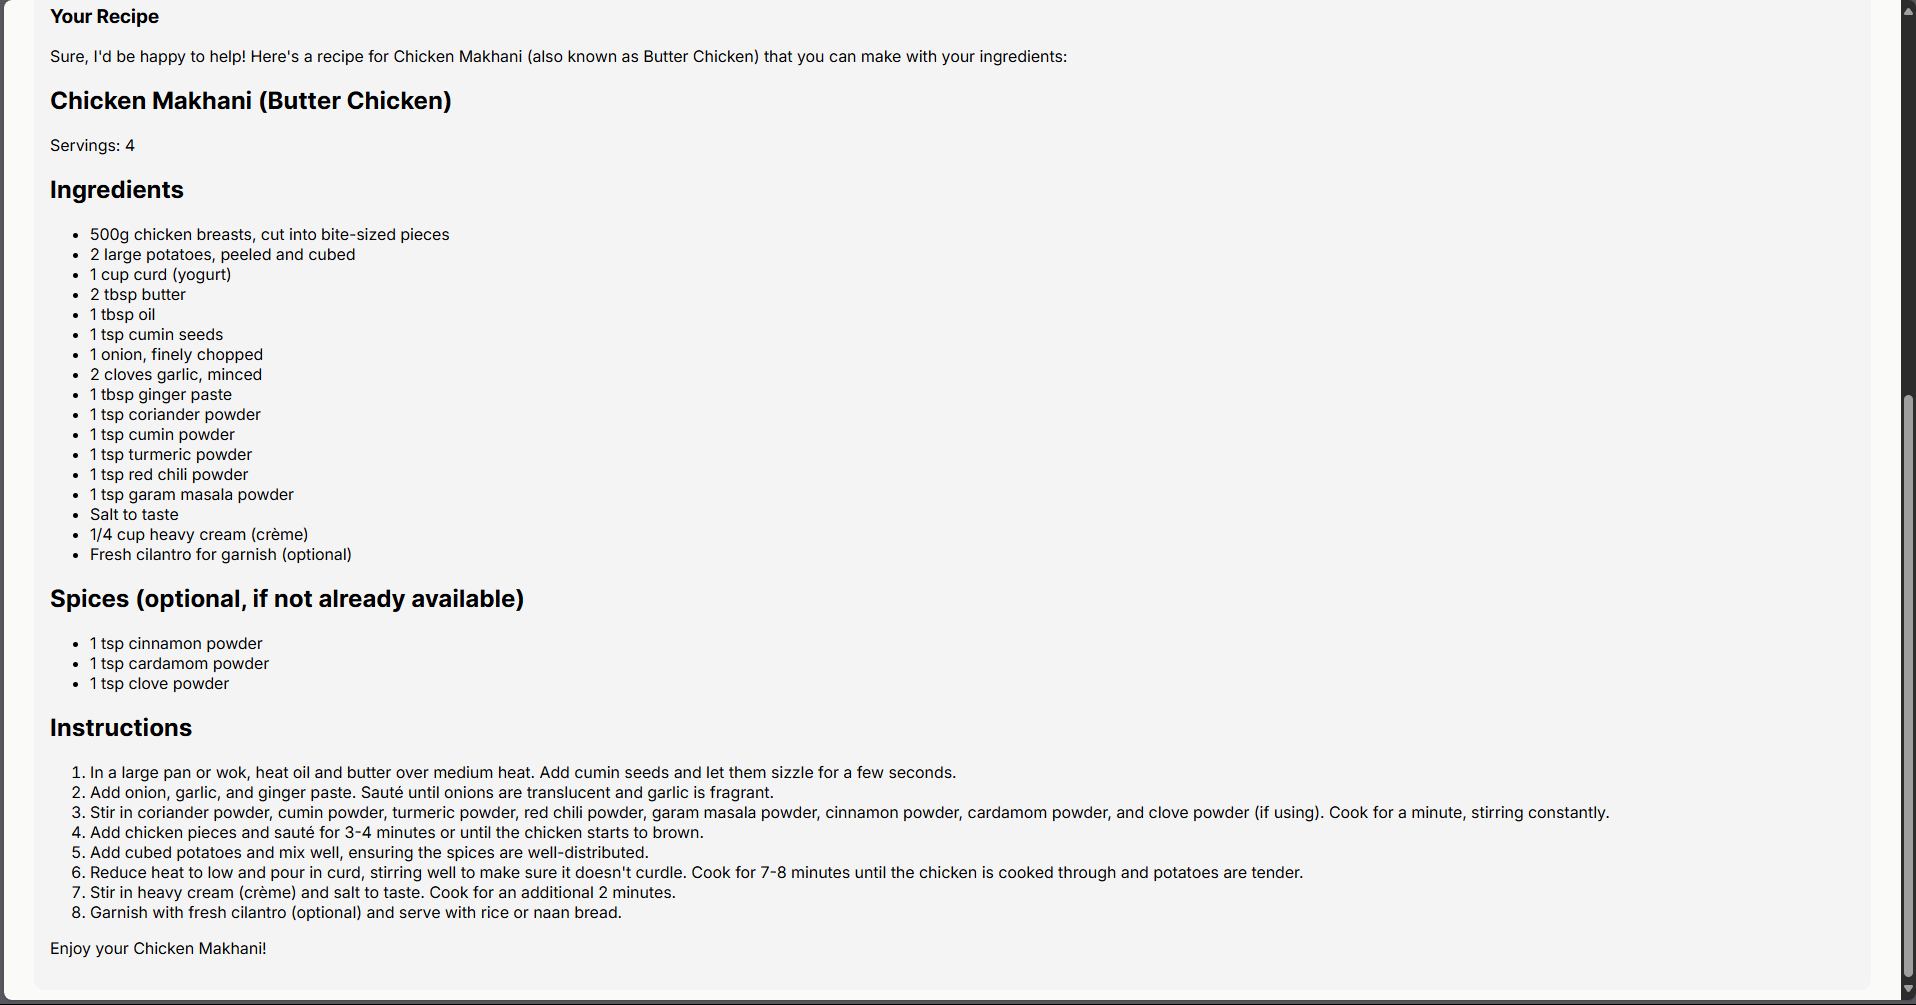 Your Recipe
Sure, I'd be happy to help! Here's a recipe for Chicken Makhani (also known as Butter Chicken) that you can make with your ingredients:
Chicken Makhani (Butter Chicken)
Servings: 4
Ingredients
• 500g chicken breasts, cut into bite-sized pieces
• 2 large potatoes, peeled and cubed
• 1 cup curd (yogurt)
• 2 tbsp butter
• 1 tbsp oil
• 1 tsp cumin seeds
• 1 onion, finely chopped
• 2 cloves garlic, minced
• 1 tbsp ginger paste
• 1 tsp coriander powder
• 1 tsp cumin powder
• 1 tsp turmeric powder
• 1 tsp red chili powder
• 1 tsp garam masala powder
• Salt to taste
• 1/4 cup heavy cream (crème)
• Fresh cilantro for garnish (optional)
Spices (optional, if not already available)
• 1 tsp cinnamon powder
• 1 tsp cardamom powder
• 1 tsp clove powder
Instructions
1. In a large pan or wok, heat oil and butter over medium heat. Add cumin seeds and let them sizzle for a few seconds.
2. Add onion, garlic, and ginger paste. Sauté until onions are translucent and garlic is fragrant.
3. Stir in coriander powder, cumin powder, turmeric powder, red chili powder, garam masala powder, cinnamon powder, cardamom powder, and clove powder (if using). Cook for a minute, stirring constantly.
4. Add chicken pieces and sauté for 3-4 minutes or until the chicken starts to brown.
5. Add cubed potatoes and mix well, ensuring the spices are well-distributed.
6. Reduce heat to low and pour in curd, stirring well to make sure it doesn't curdle. Cook for 7-8 minutes until the chicken is cooked through and potatoes are tender.
7. Stir in heavy cream (crème) and salt to taste. Cook for an additional 2 minutes.
8. Garnish with fresh cilantro (optional) and serve with rice or naan bread.
Enjoy your Chicken Makhani!